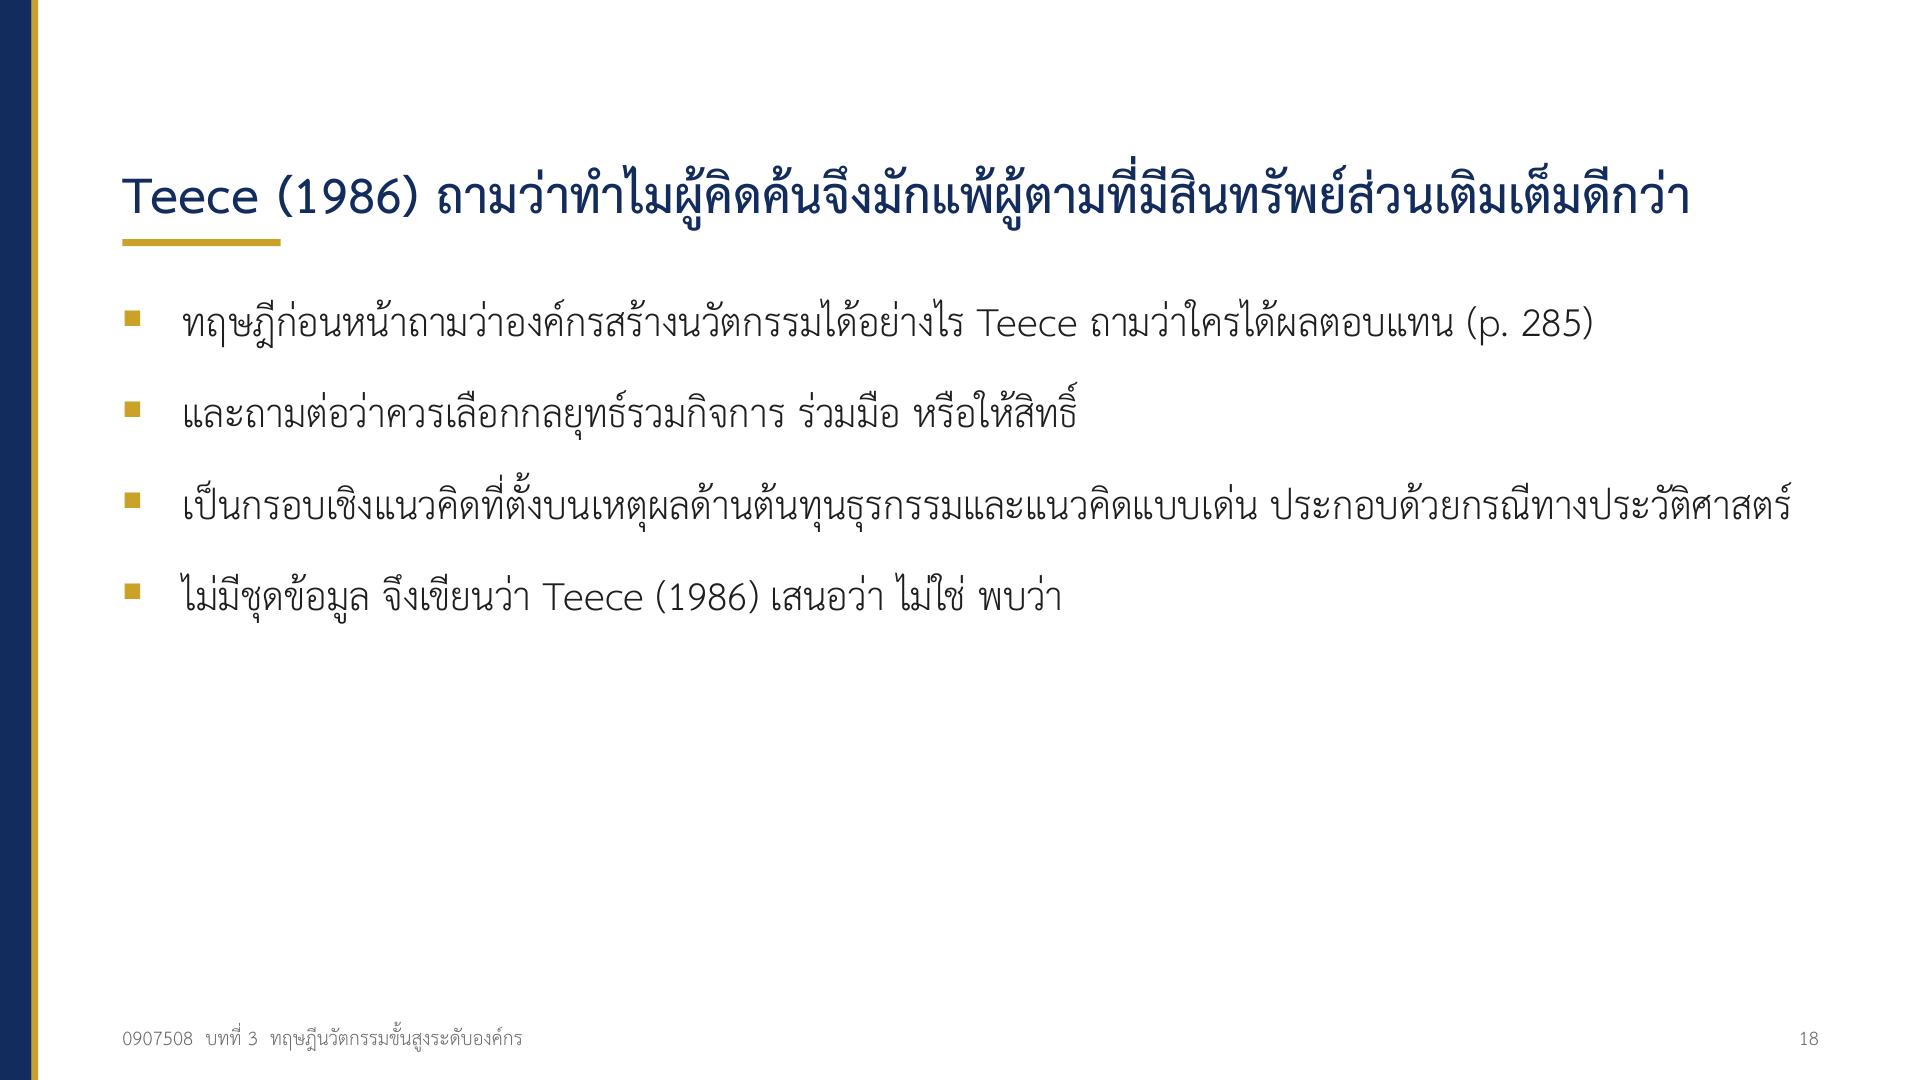 Teece (1986) ถามว่าทำไมผู้คิดค้นจึงมักแพ้ผู้ตามที่มีสินทรัพย์ส่วนเติมเต็มดีกว่า
ทฤษฎีก่อนหน้าถามว่าองค์กรสร้างนวัตกรรมได้อย่างไร Teece ถามว่าใครได้ผลตอบแทน (p. 285)
และถามต่อว่าควรเลือกกลยุทธ์รวมกิจการ ร่วมมือ หรือให้สิทธิ์
เป็นกรอบเชิงแนวคิดที่ตั้งบนเหตุผลด้านต้นทุนธุรกรรมและแนวคิดแบบเด่น ประกอบด้วยกรณีทางประวัติศาสตร์
ไม่มีชุดข้อมูล จึงเขียนว่า Teece (1986) เสนอว่า ไม่ใช่ พบว่า
0907508 บทที่ 3 ทฤษฎีนวัตกรรมขั้นสูงระดับองค์กร
18